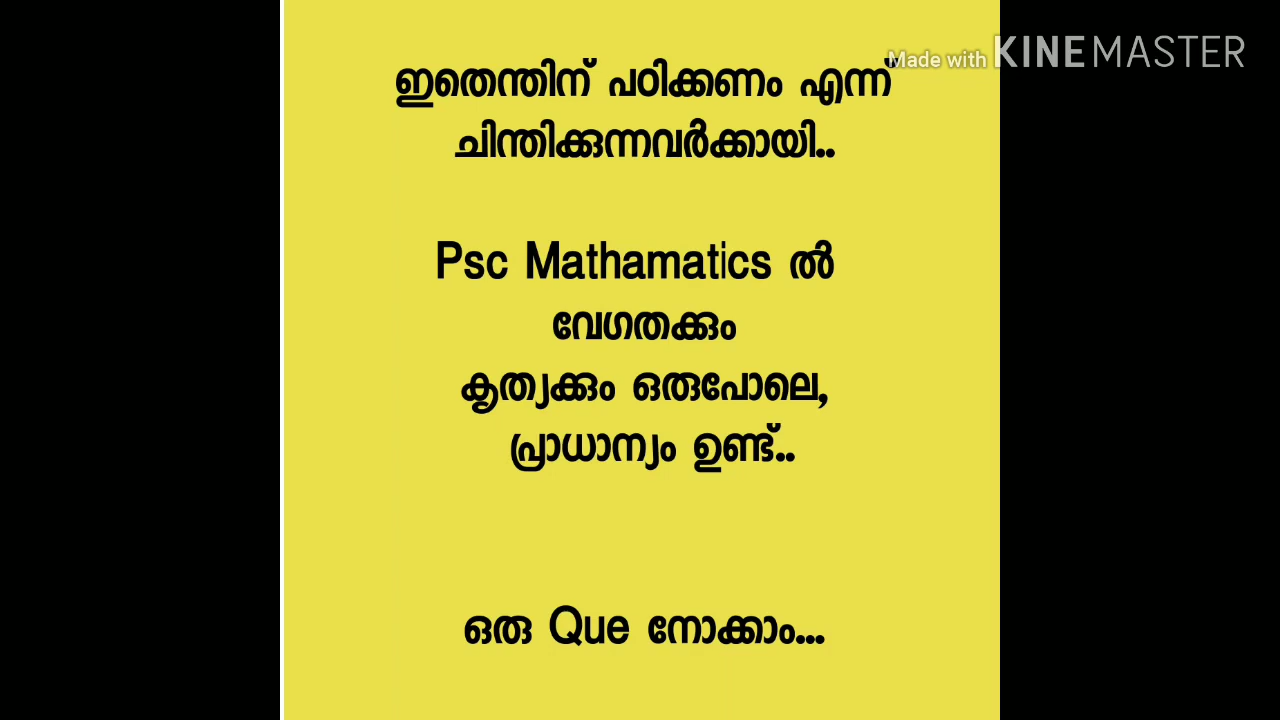 Made with KINEMASTER
ഇതെന്തിന് പഠിക്കണം എന്ന്
ചിന്തിക്കുന്നവർക്കായി..
Psc Mathamatics ൽ
വേഗതക്കും
കൃത്യക്കും ഒരുപോലെ,
പ്രാധാന്യം ഉണ്ട്..
ഒരു Que നോക്കാം...